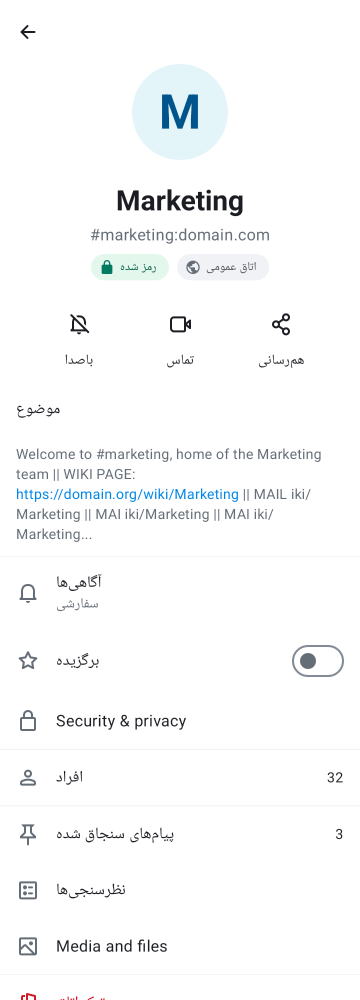 M
Marketing
#marketing:domain.com
رمز شده
اتاق عمومی
باصدا
تماس
هم‌رسانی
موضوع
Welcome to #marketing, home of the Marketing
team || WIKI PAGE:
https://domain.org/wiki/Marketing || MAIL iki/
Marketing || MAI iki/Marketing || MAI iki/
Marketing...
آگاهی‌ها
سفارشی
برگزیده
Security & privacy
افراد 32
پیام‌های سنجاق شده 3
نظرسنجی‌ها
Media and files